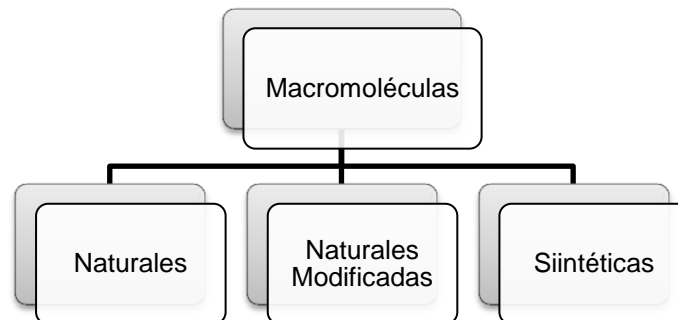 Macromoléculas
Naturales
Naturales
Modificadas
Siintéticas